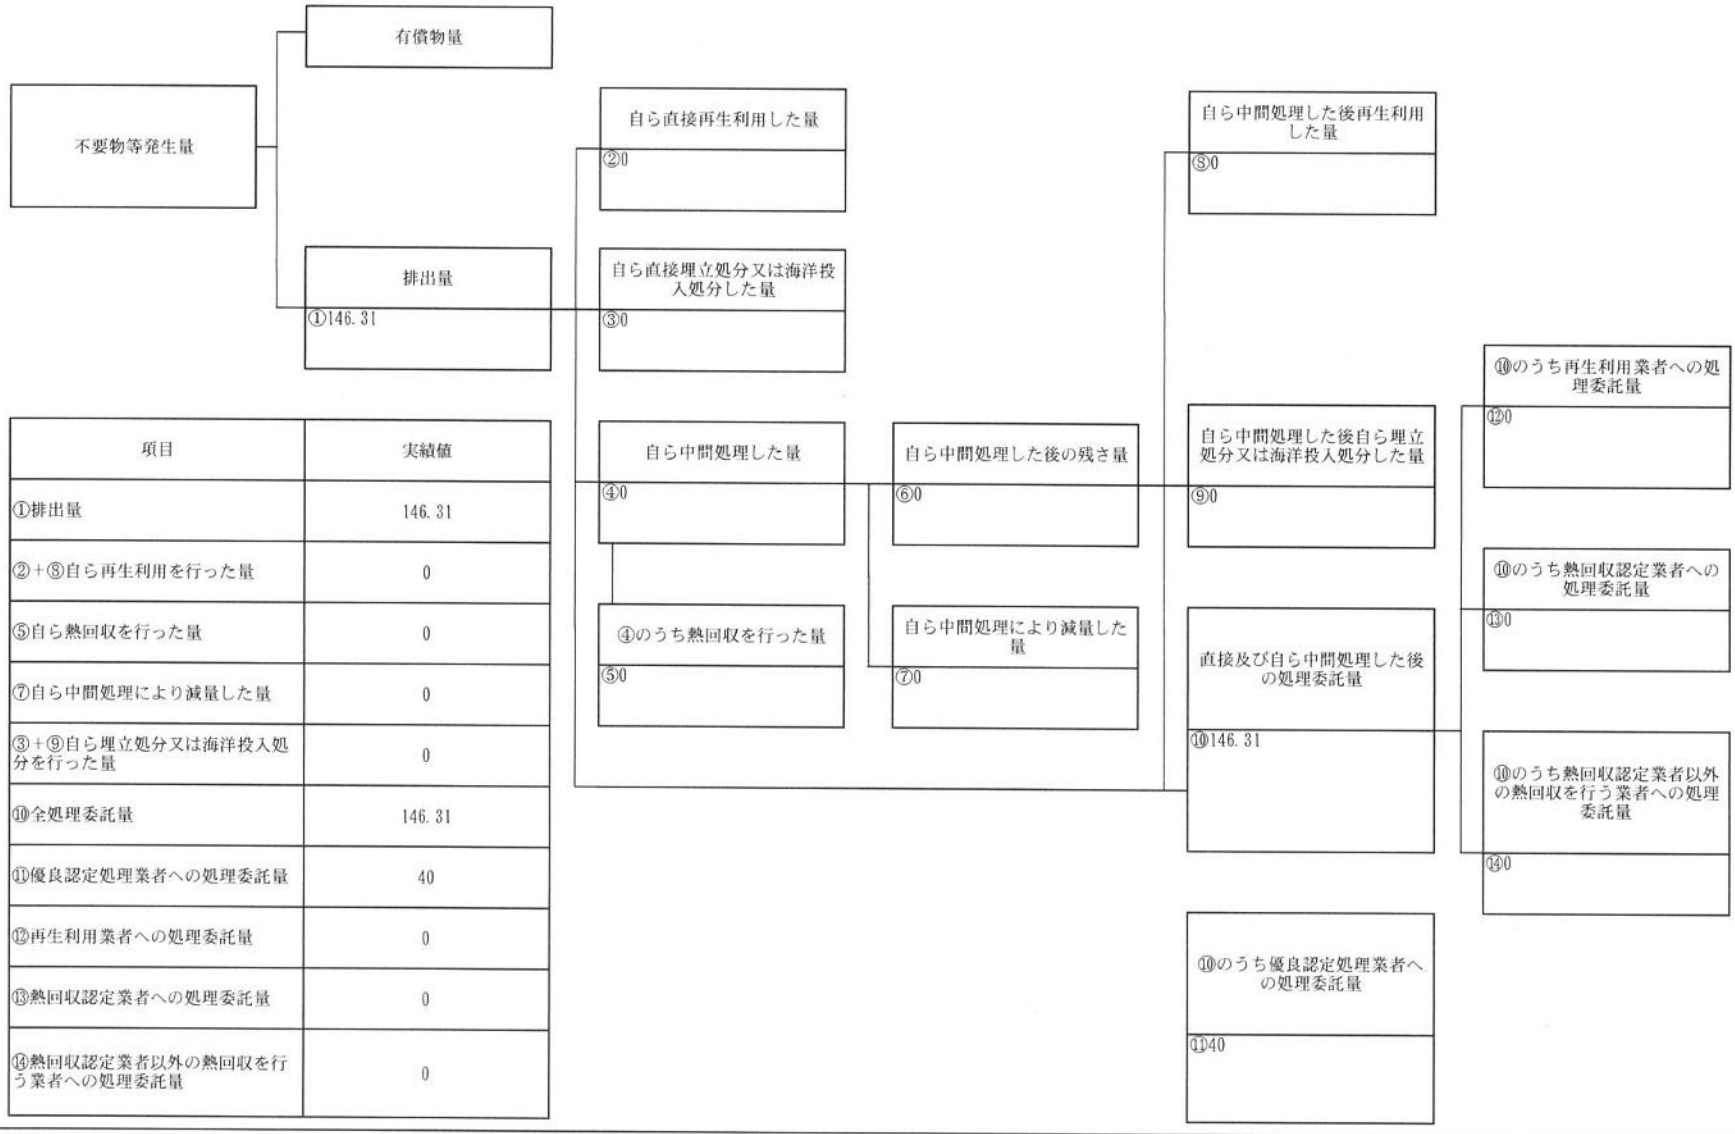 有償物量
不要物等発生量
自ら直接再生利用した量
②0
自ら中間処理した後再生利用
した量
⑧0
排出量
①146.31
自ら直接埋立処分又は海洋投
入処分した量
③0
⑩のうち再生利用業者への処
理委託量
⑫0
自ら中間処理した量
④0
自ら中間処理した後の残さ量
⑥0
自ら中間処理した後自ら埋立
処分又は海洋投入処分した量
⑨0
⑩のうち熱回収認定業者への
処理委託量
⑬0
④のうち熱回収を行った量
⑤0
自ら中間処理により減量した
量
⑦0
直接及び自ら中間処理した後
の処理委託量
⑩146.31
⑩のうち熱回収認定業者以外
の熱回収を行う業者への処理
委託量
⑭0
⑩のうち優良認定処理業者へ
の処理委託量
⑪40
項目 実績値
①排出量 146.31
②+⑧自ら再生利用を行った量 0
⑤自ら熱回収を行った量 0
⑦自ら中間処理により減量した量 0
③+⑨自ら埋立処分又は海洋投入処
分を行った量 0
⑩全処理委託量 146.31
⑪優良認定処理業者への処理委託量 40
⑫再生利用業者への処理委託量 0
⑬熱回収認定業者への処理委託量 0
⑭熱回収認定業者以外の熱回収を行
う業者への処理委託量 0